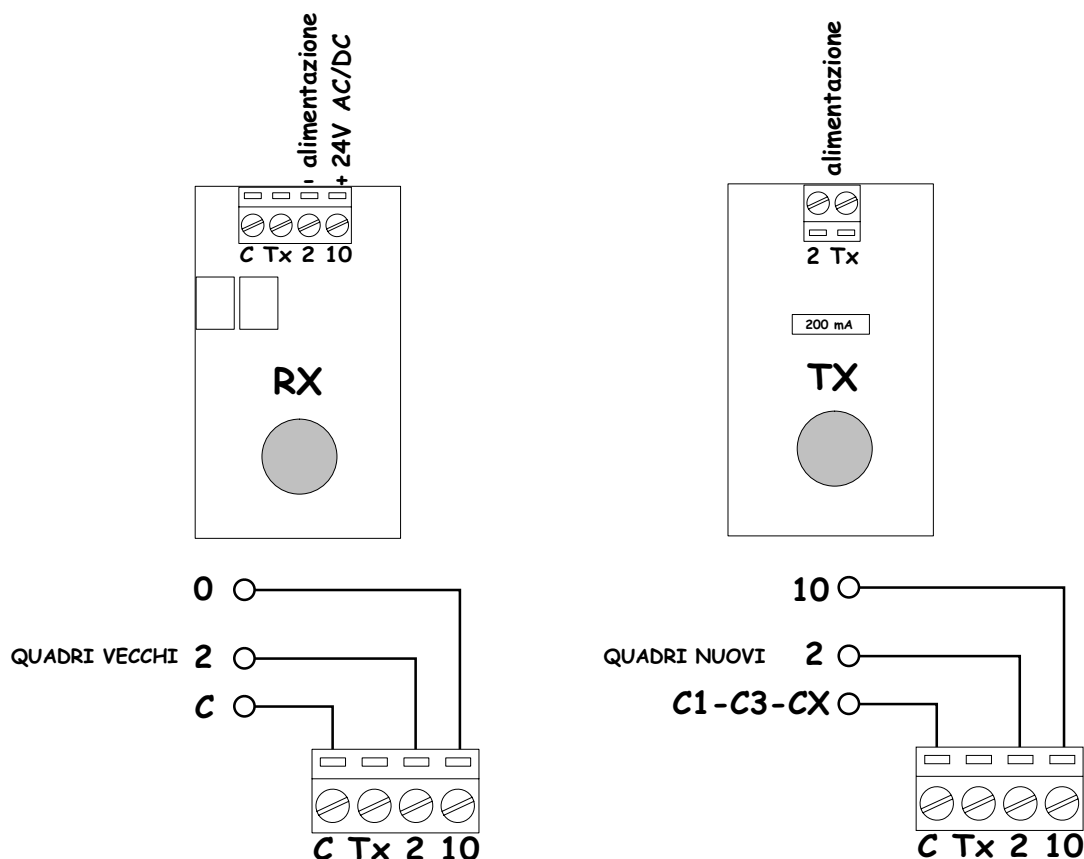 - alimentazione
+ 24V AC/DC
alimentazione
C Tx 2 10
2 Tx
200 mA
RX
TX
0
QUADRI VECCHI 2
C
C Tx 2 10
10
QUADRI NUOVI 2
C1-C3-CX
C Tx 2 10